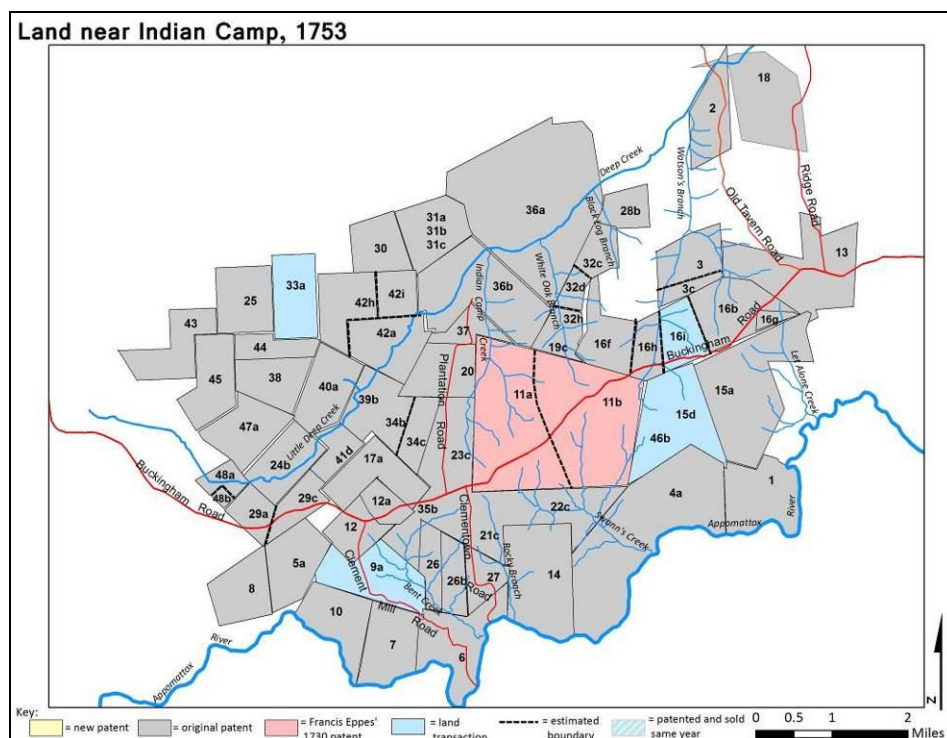 Land near Indian Camp, 1753
18
2
Deep Creek
Watson's Branch
Old Tavern Road
Ridge Road
36a
28b
Black Log Branch
31a
31b
31c
30
13
3
3c
32c
32d
32h
White Oak Branch
33a
25
42h
42i
36b
Indian Camp Creek
16b
16g
16i
16h
16f
Buckingham Road
43
42a
37
19c
44
Let Alone Creek
45
38
40a
39b
20
Plantation Road
11a
11b
15a
15d
34b
34c
47a
Little Deep Creek
46b
41d
24b
17a
23c
48a
48b
Buckingham Road
29c
29a
12a
35b
Clementown Road
22c
Swann's Creek
4a
1
Appomattox River
12
21c
Rocky Branch
14
5a
9a
26
26b
27
8
Bent Creek
Clement Mill Road
10
7
6
Appomattox River
N
Key:
= new patent
= original patent
= Francis Eppes' 1730 patent
= land transaction
= estimated boundary
= patented and sold same year
0 0.5 1 2
Miles